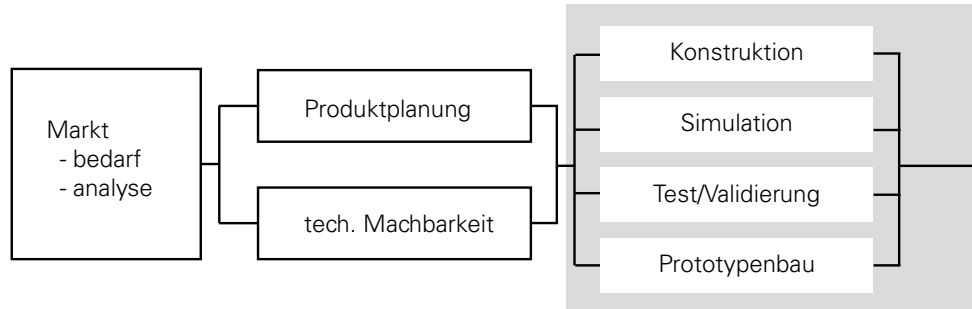 Markt
- bedarf
- analyse
Produktplanung
tech. Machbarkeit
Konstruktion
Simulation
Test/Validierung
Prototypenbau